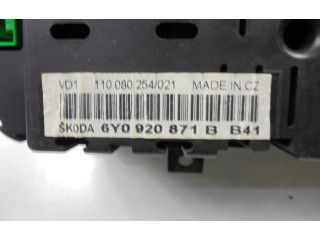 VD1 110.080.254/021 MADE IN CZ
ŠKODA 6Y0 920 871 B B41